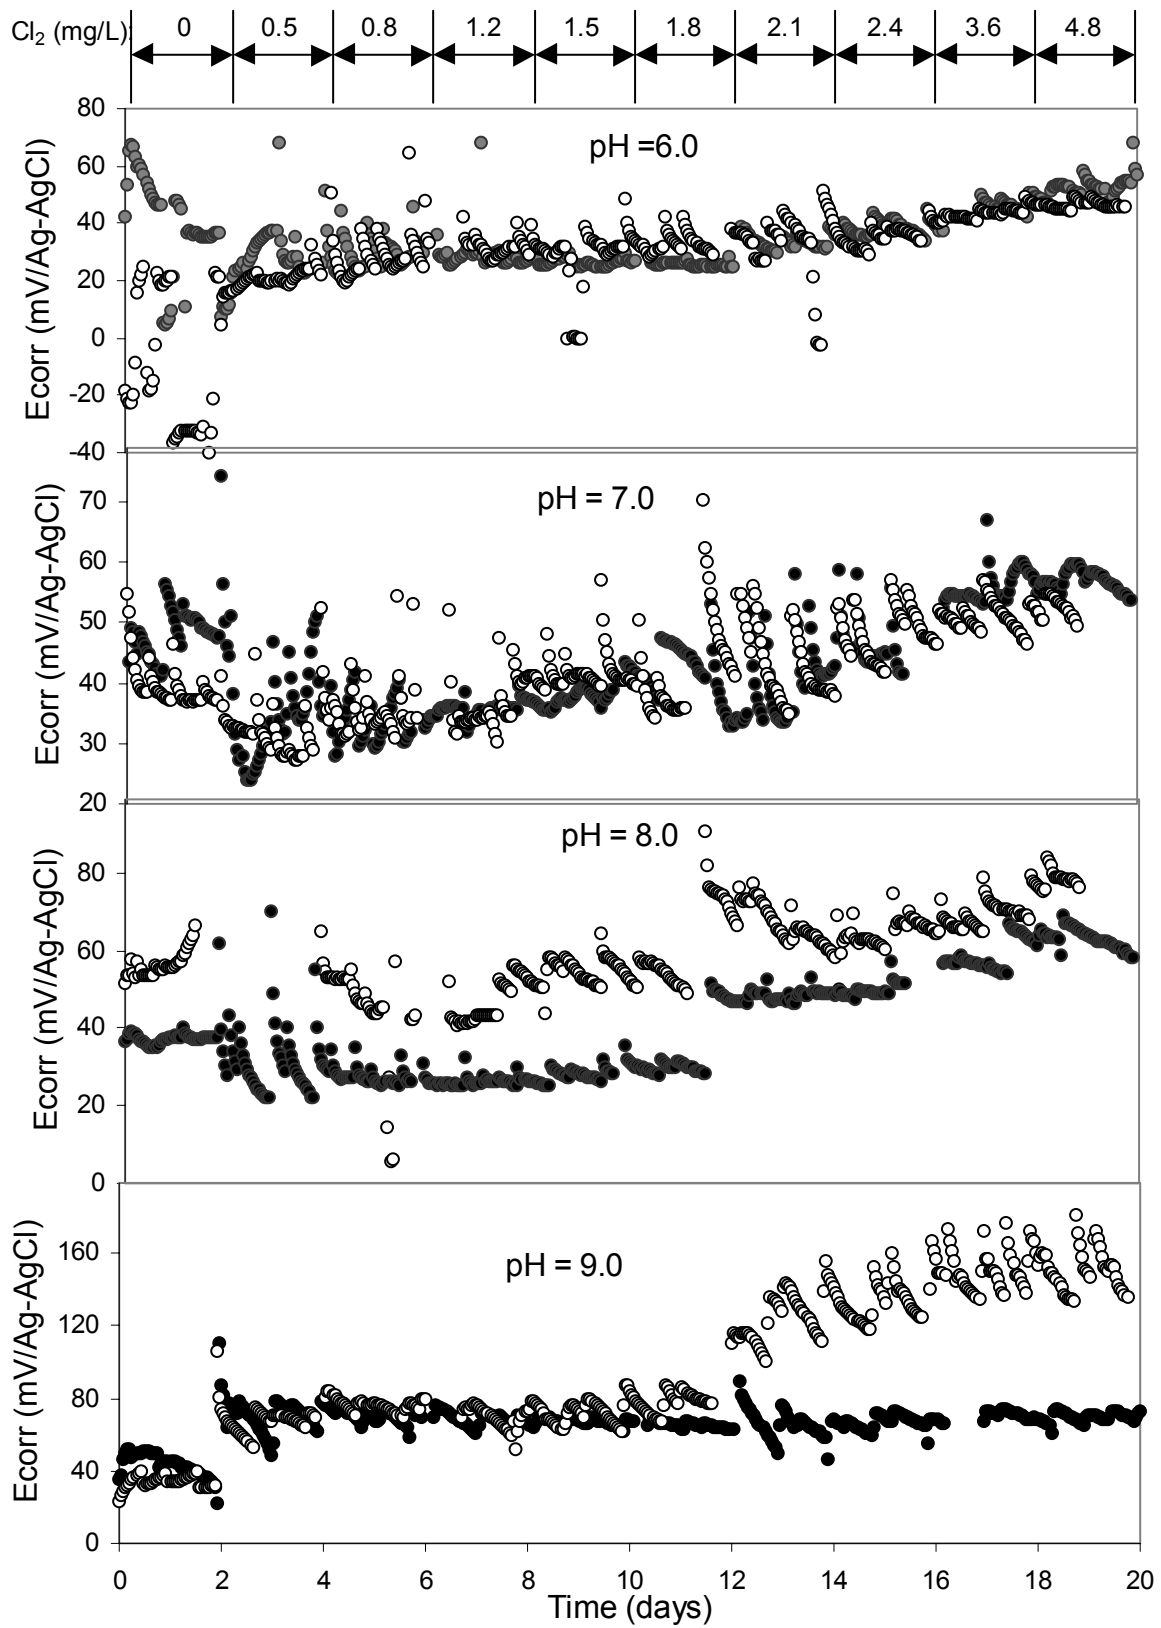 Cl₂ (mg/L): 0 0.5 0.8 1.2 1.5 1.8 2.1 2.4 3.6 4.8
80
60
40
20
0
-20
-40
Ecorr (mV/Ag-AgCl)
pH =6.0
70
60
50
40
30
20
Ecorr (mV/Ag-AgCl)
pH = 7.0
80
60
40
20
0
Ecorr (mV/Ag-AgCl)
pH = 8.0
160
120
80
40
0
Ecorr (mV/Ag-AgCl)
pH = 9.0
0 2 4 6 8 10 12 14 16 18 20
Time (days)